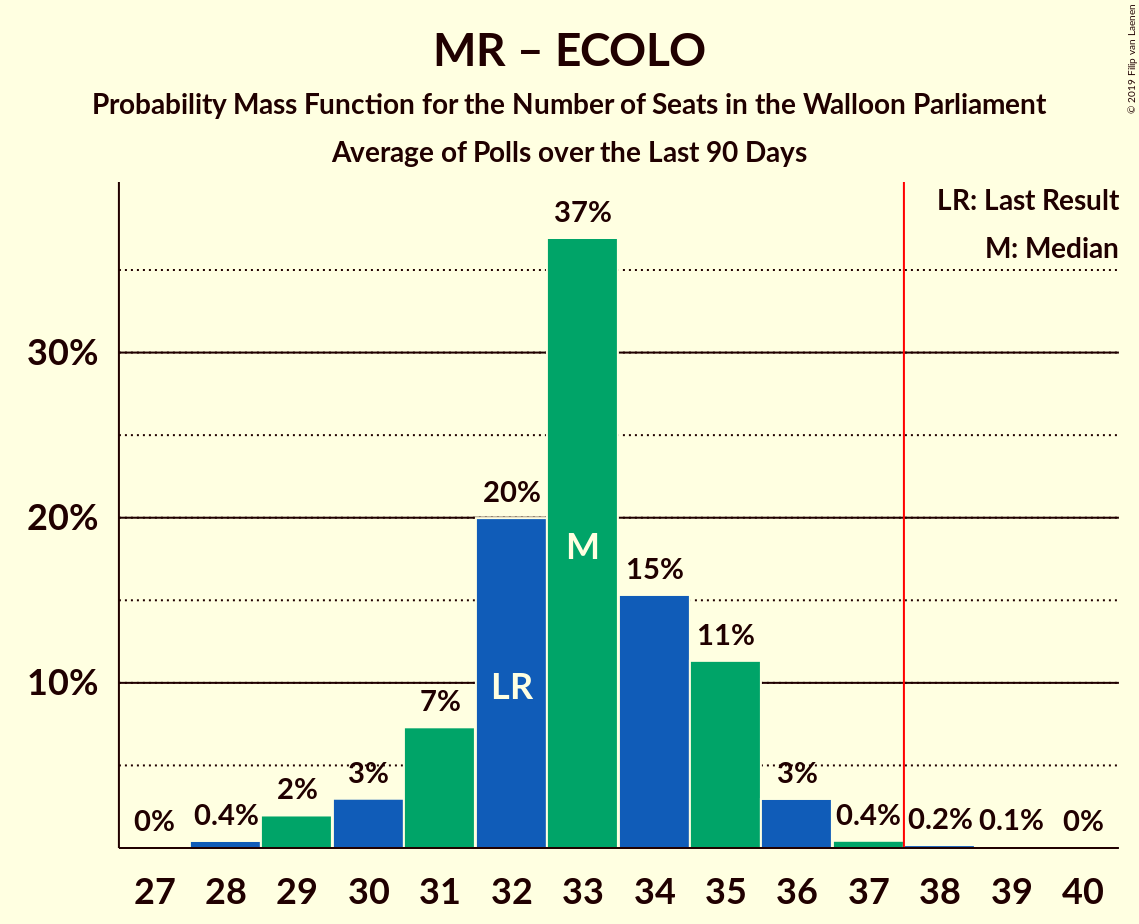 MR – ECOLO
Probability Mass Function for the Number of Seats in the Walloon Parliament
Average of Polls over the Last 90 Days
© 2019 Filip van Laenen
LR: Last Result
M: Median
30%
20%
10%
0%
0.4%
2%
3%
7%
20%
37%
15%
11%
3%
0.4%
0.2%
0.1%
0%
LR
M
27 28 29 30 31 32 33 34 35 36 37 38 39 40